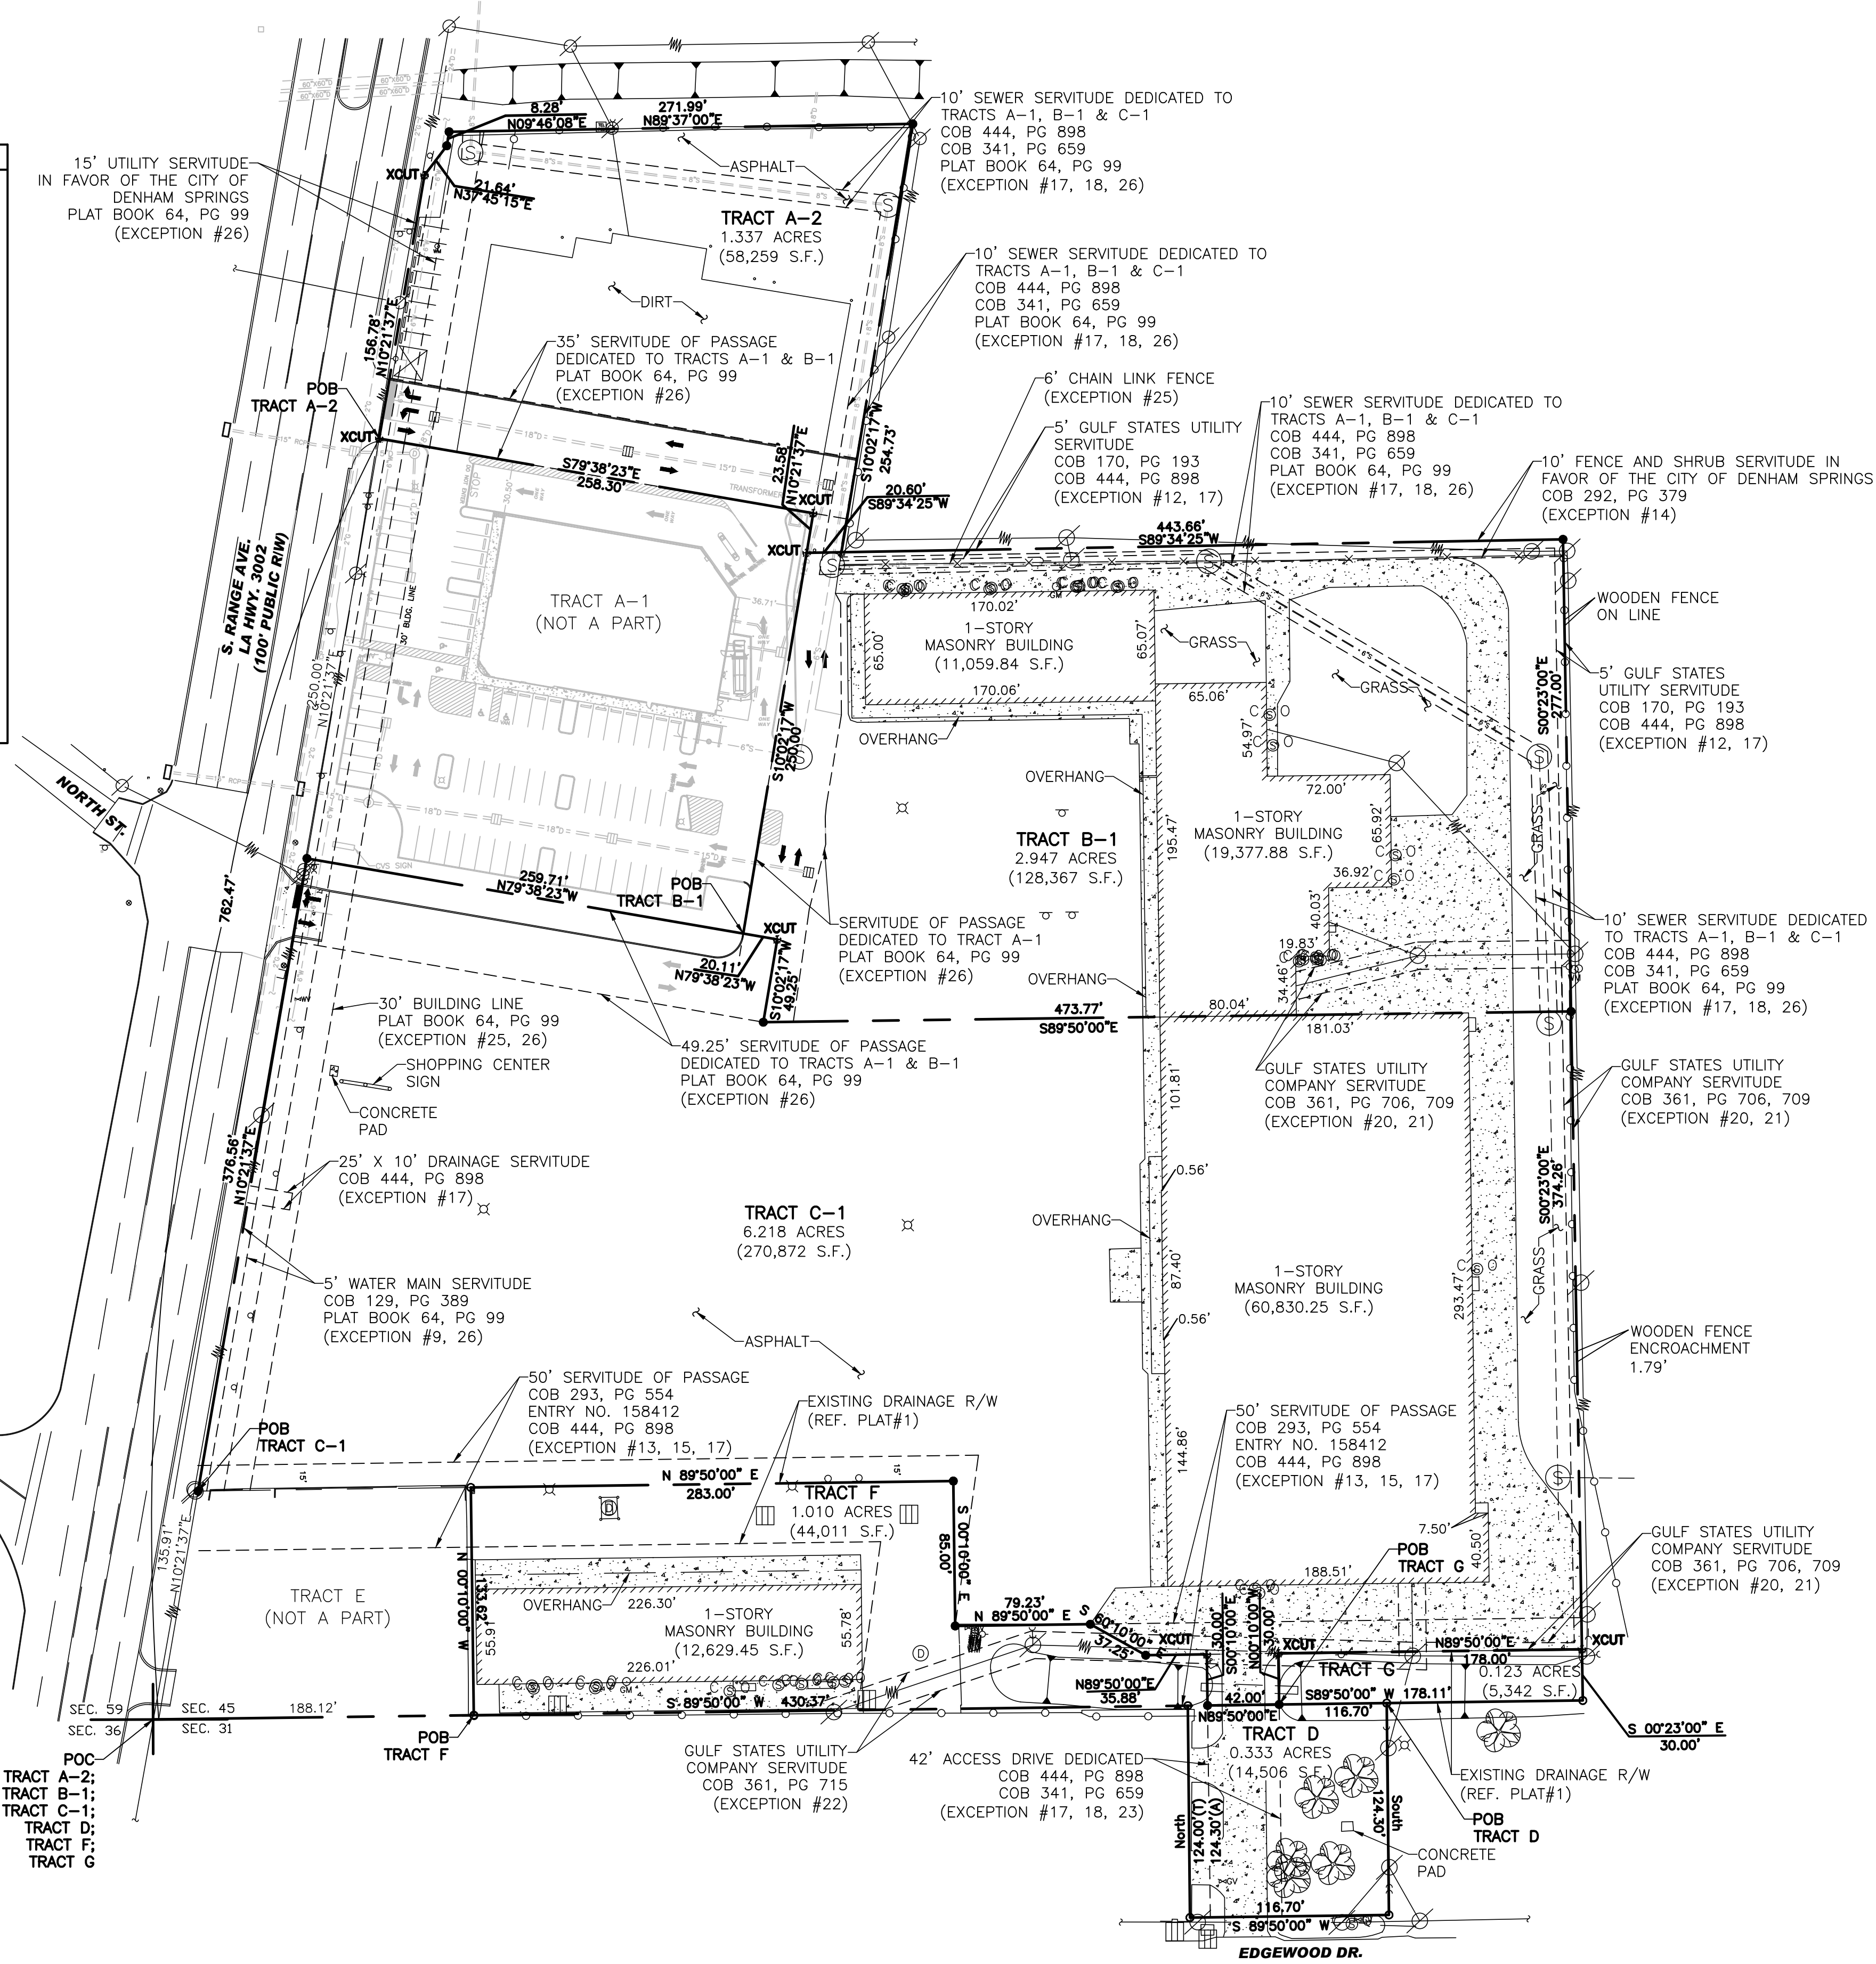 8.28'
N09°46'08"E
271.99'
N89°37'00"E
10' SEWER SERVITUDE DEDICATED TO
TRACTS A-1, B-1 & C-1
COB 444, PG 898
COB 341, PG 659
PLAT BOOK 64, PG 99
(EXCEPTION #17, 18, 26)
15' UTILITY SERVITUDE
IN FAVOR OF THE CITY OF
DENHAM SPRINGS
PLAT BOOK 64, PG 99
(EXCEPTION #26)
XCUT
21.64'
N37°45'15"E
ASPHALT
TRACT A-2
1.337 ACRES
(58,259 S.F.)
10' SEWER SERVITUDE DEDICATED TO
TRACTS A-1, B-1 & C-1
COB 444, PG 898
COB 341, PG 659
PLAT BOOK 64, PG 99
(EXCEPTION #17, 18, 26)
DIRT
156.78'
N10°21'37"E
35' SERVITUDE OF PASSAGE
DEDICATED TO TRACTS A-1 & B-1
PLAT BOOK 64, PG 99
(EXCEPTION #26)
POB
TRACT A-2
XCUT
6' CHAIN LINK FENCE
(EXCEPTION #25)
5' GULF STATES UTILITY
SERVITUDE
COB 170, PG 193
COB 444, PG 898
(EXCEPTION #12, 17)
10' SEWER SERVITUDE DEDICATED TO
TRACTS A-1, B-1 & C-1
COB 444, PG 898
COB 341, PG 659
PLAT BOOK 64, PG 99
(EXCEPTION #17, 18, 26)
10' FENCE AND SHRUB SERVITUDE IN
FAVOR OF THE CITY OF DENHAM SPRINGS
COB 292, PG 379
(EXCEPTION #14)
15" RCP
18"D
15"D
S79°38'23"E
258.30'
TRANSFORMER
23.58'
N10°21'37"E
S10°02'17"W
254.73'
XCUT
20.60'
S89°34'25"W
XCUT
443.66'
S89°34'25"W
S. RANGE AVE.
LA HWY. 3002
(100' PUBLIC R/W)
30' BLDG. LINE
250.00'
N10°21'37"E
TRACT A-1
(NOT A PART)
36.71'
30.50'
STOP
S10°02'17"W
250.00'
170.02'
65.00'
1-STORY
MASONRY BUILDING
(11,059.84 S.F.)
65.07'
170.06'
GRASS
65.06'
GRASS
WOODEN FENCE
ON LINE
S00°23'00"E
277.00'
5' GULF STATES
UTILITY SERVITUDE
COB 170, PG 193
COB 444, PG 898
(EXCEPTION #12, 17)
OVERHANG
54.97'
OVERHANG
72.00'
NORTH ST.
762.47'
CVS SIGN
18"D
18"D
15"D
TRACT B-1
2.947 ACRES
(128,367 S.F.)
195.47'
1-STORY
MASONRY BUILDING
(19,377.88 S.F.)
65.92'
GRASS
36.92'
40.03'
19.83'
34.46'
259.71'
N79°38'23"W
POB
TRACT B-1
XCUT
20.11'
N79°38'23"W
S10°02'17"W
49.25'
SERVITUDE OF PASSAGE
DEDICATED TO TRACT A-1
PLAT BOOK 64, PG 99
(EXCEPTION #26)
OVERHANG
10' SEWER SERVITUDE DEDICATED
TO TRACTS A-1, B-1 & C-1
COB 444, PG 898
COB 341, PG 659
PLAT BOOK 64, PG 99
(EXCEPTION #17, 18, 26)
473.77'
S89°50'00"E
80.04'
181.03'
30' BUILDING LINE
PLAT BOOK 64, PG 99
(EXCEPTION #25, 26)
SHOPPING CENTER
SIGN
CONCRETE
PAD
49.25' SERVITUDE OF PASSAGE
DEDICATED TO TRACTS A-1 & B-1
PLAT BOOK 64, PG 99
(EXCEPTION #26)
101.81'
GULF STATES UTILITY
COMPANY SERVITUDE
COB 361, PG 706, 709
(EXCEPTION #20, 21)
GULF STATES UTILITY
COMPANY SERVITUDE
COB 361, PG 706, 709
(EXCEPTION #20, 21)
376.56'
N10°21'37"E
25' X 10' DRAINAGE SERVITUDE
COB 444, PG 898
(EXCEPTION #17)
0.56'
S00°23'00"E
374.26'
TRACT C-1
6.218 ACRES
(270,872 S.F.)
OVERHANG
87.40'
GRASS
5' WATER MAIN SERVITUDE
COB 129, PG 389
PLAT BOOK 64, PG 99
(EXCEPTION #9, 26)
1-STORY
MASONRY BUILDING
(60,830.25 S.F.)
293.47'
0.56'
ASPHALT
WOODEN FENCE
ENCROACHMENT
1.79'
50' SERVITUDE OF PASSAGE
COB 293, PG 554
ENTRY NO. 158412
COB 444, PG 898
(EXCEPTION #13, 15, 17)
EXISTING DRAINAGE R/W
(REF. PLAT#1)
144.86'
50' SERVITUDE OF PASSAGE
COB 293, PG 554
ENTRY NO. 158412
COB 444, PG 898
(EXCEPTION #13, 15, 17)
POB
TRACT C-1
15'
N 89°50'00" E
283.00'
15'
TRACT F
1.010 ACRES
(44,011 S.F.)
S 00°10'00" E
85.00'
7.50'
40.50'
GULF STATES UTILITY
COMPANY SERVITUDE
COB 361, PG 706, 709
(EXCEPTION #20, 21)
135.91'
N10°21'37"E
TRACT E
(NOT A PART)
N 00°10'00" W
133.62'
OVERHANG
226.30'
55.91'
1-STORY
MASONRY BUILDING
(12,629.45 S.F.)
55.78'
226.01'
GM
79.23'
N 89°50'00" E
S 60°10'00" E
37.25'
XCUT
188.51'
POB
TRACT G
30.00'
S00°10'00"E
N00°10'00"W
30.00'
XCUT
N89°50'00"E
178.00'
XCUT
TRACT G
0.123 ACRES
(5,342 S.F.)
N89°50'00"E
35.88'
42.00'
N89°50'00"E
S89°50'00" W
178.11'
116.70'
SEC. 59
SEC. 45
188.12'
SEC. 36
SEC. 31
S 89°50'00" W
430.37'
POB
TRACT F
S 00°23'00" E
30.00'
POC
TRACT A-2;
TRACT B-1;
TRACT C-1;
TRACT D;
TRACT F;
TRACT G
GULF STATES UTILITY
COMPANY SERVITUDE
COB 361, PG 715
(EXCEPTION #22)
42' ACCESS DRIVE DEDICATED
COB 444, PG 898
COB 341, PG 659
(EXCEPTION #17, 18, 23)
TRACT D
0.333 ACRES
(14,506 S.F.)
EXISTING DRAINAGE R/W
(REF. PLAT#1)
POB
TRACT D
North
124.00'(T)
124.30'(A)
South
124.30'
CONCRETE
PAD
GV
116.70'
S 89°50'00" W
EDGEWOOD DR.